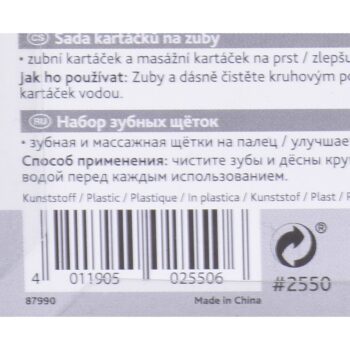 CS Sada kartáčků na zuby
• zubní kartáček a masážní kartáček na prst / zlepšu
Jak ho používat: Zuby a dásně čistěte kruhovým po
kartáček vodou.
RU Набор зубных щёток
• зубная и массажная щётки на палец / улучшае
Способ применения: чистите зубы и дёсны кру
водой перед каждым использованием.
Kunststoff / Plastic / Plastique / In plastica / Kunststof / Plast / P
®
4 011905 025506
#2550
87990
Made in China